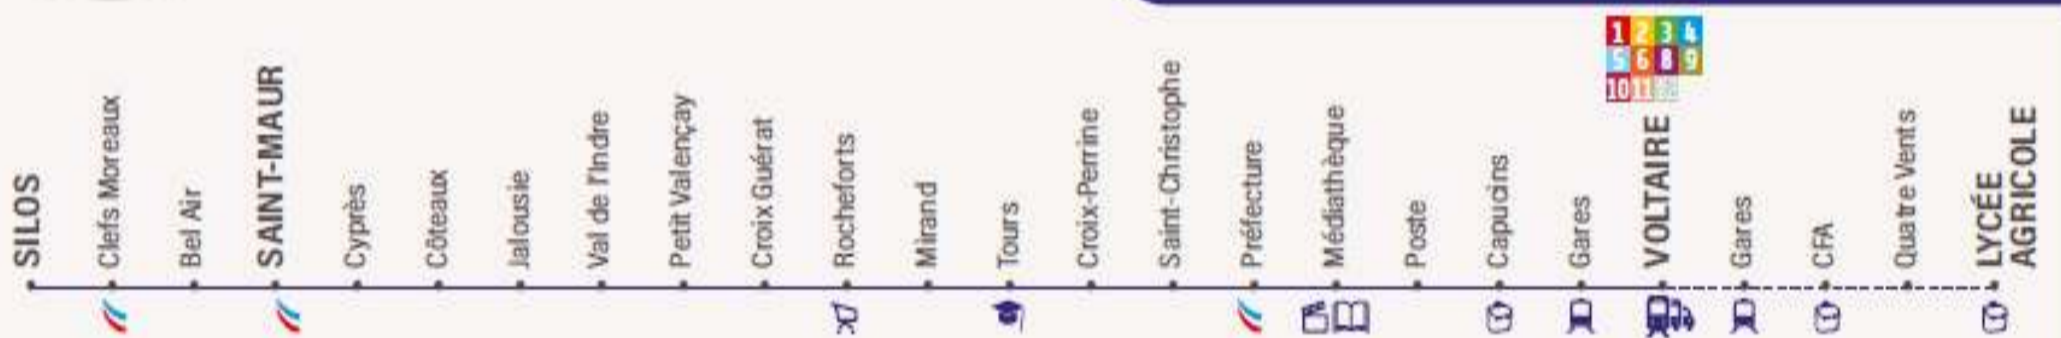 SILOS
Clefs Moreaux
Bel Air
SAINT-MAUR
Cyprès
Côteaux
Jalousie
Val de l'Indre
Petit Valençay
Croix Guérat
Rocheforts
Mirand
Tours
Croix-Perrine
Saint-Christophe
Préfecture
Médiathèque
Poste
Capucins
Gares
1 2 3 4
5 6 8 9
10 11
VOLTAIRE
Gares
CFA
Quatre Vents
LYCÉE
AGRICOLE